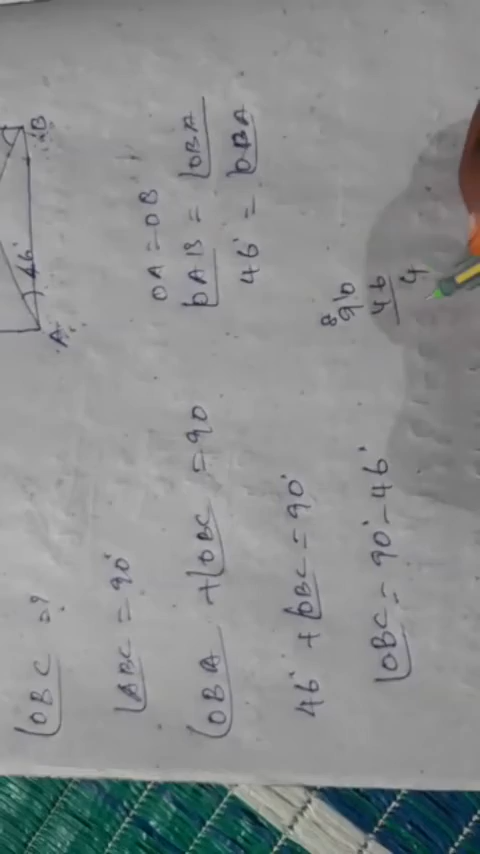 B
46°
A
∠OBC = ?
∠ABC = 90°
OA = OB
∠OAB = ∠OBA
46° = ∠OBA
∠OBA + ∠OBC = 90
46° + ∠OBC = 90°
∠OBC = 90° - 46°
8
90
46
4